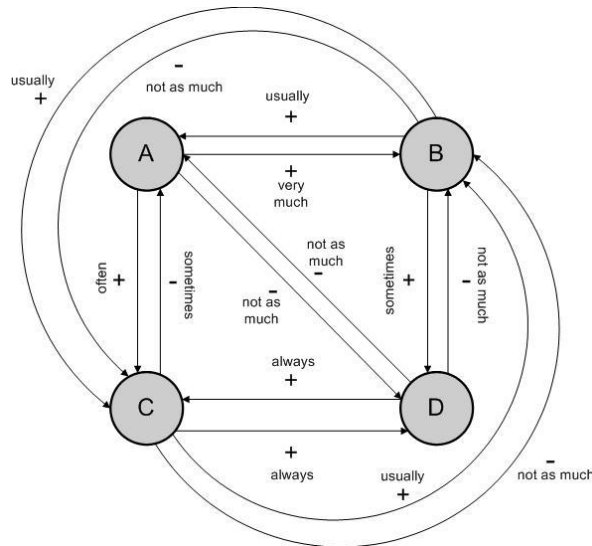 usually
+
-
not as much
usually
+
A
B
+
very
much
often
+
-
sometimes
not as
much
-
-
not as
much
sometimes
+
-
not as much
always
+
C
D
+
always
usually
+
-
not as much